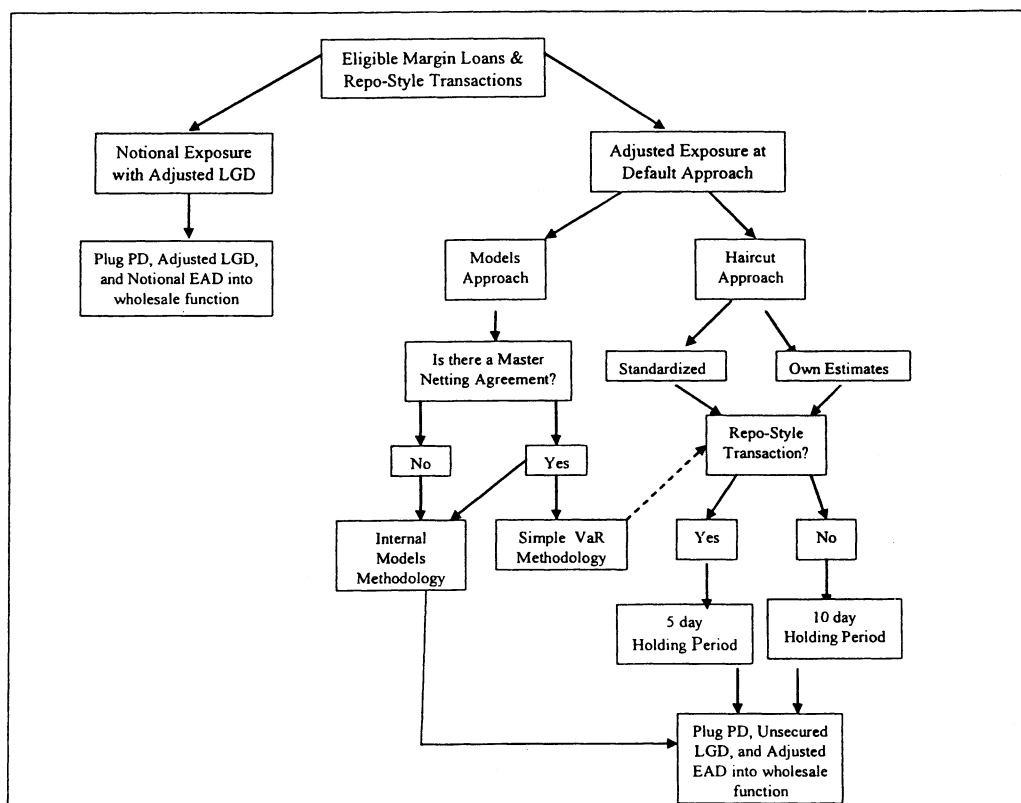 Eligible Margin Loans &
Repo-Style Transactions
Notional Exposure
with Adjusted LGD
Adjusted Exposure at
Default Approach
Plug PD, Adjusted LGD,
and Notional EAD into
wholesale function
Models
Approach
Haircut
Approach
Is there a Master
Netting Agreement?
Standardized
Own Estimates
Repo-Style
Transaction?
No
Yes
Internal
Models
Methodology
Simple VaR
Methodology
Yes
No
5 day
Holding Period
10 day
Holding Period
Plug PD, Unsecured
LGD, and Adjusted
EAD into wholesale
function